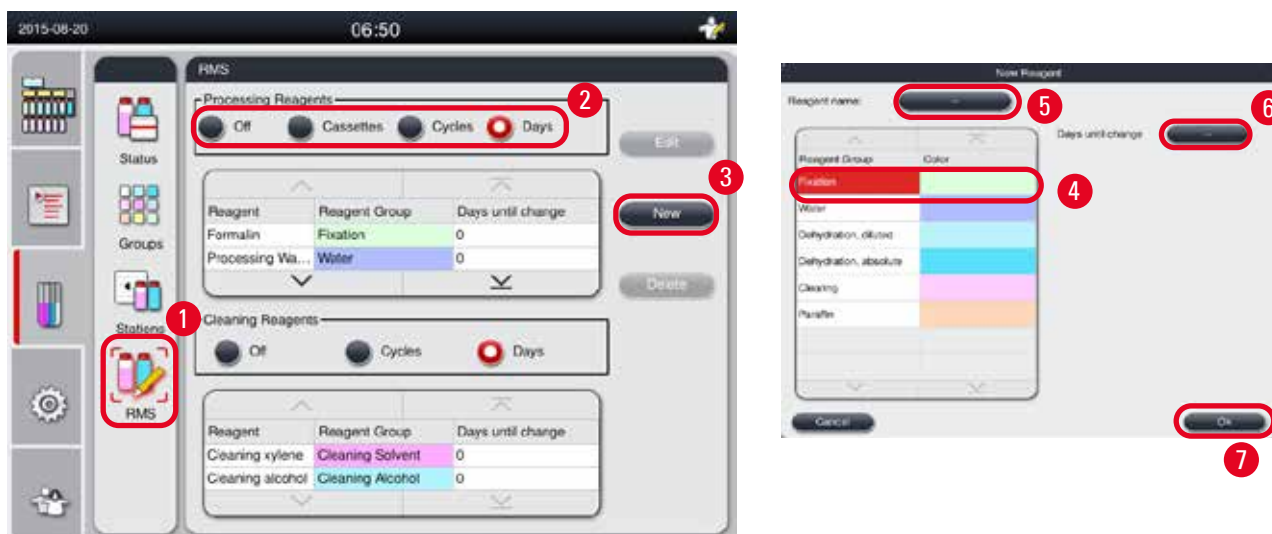 2015-08-20 06:50
RMS
Processing Reagents
Off Cassettes Cycles Days
2
Edit
Status
3
Reagent Reagent Group Days until change
New
Formalin Fixation 0
Groups
Processing Wa... Water 0
Delete
Stations
1
Cleaning Reagents
Of Cycles Days
RMS
Reagent Reagent Group Days until change
Cleaning xylene Cleaning Solvent 0
Cleaning alcohol Cleaning Alcohol 0
New Reagent
Reagent name: --
5
6
Days until change --
Reagent Group Color
Fixation
4
Water
Dehydration, diluted
Dehydration, absolute
Clearing
Paraffin
Cancel
Ok
7